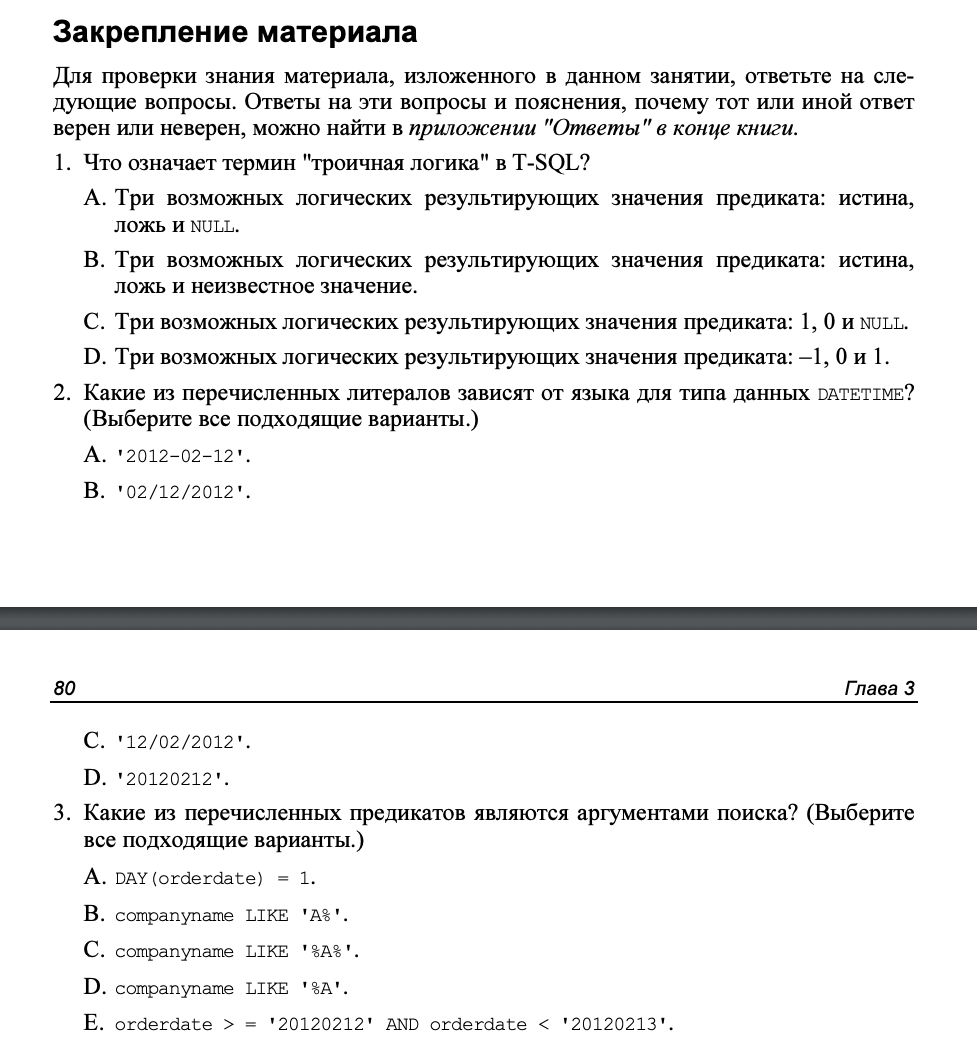 Закрепление материала
Для проверки знания материала, изложенного в данном занятии, ответьте на сле-
дующие вопросы. Ответы на эти вопросы и пояснения, почему тот или иной ответ
верен или неверен, можно найти в приложении "Ответы" в конце книги.
1. Что означает термин "троичная логика" в T-SQL?
A. Три возможных логических результирующих значения предиката: истина,
ложь и NULL.
B. Три возможных логических результирующих значения предиката: истина,
ложь и неизвестное значение.
C. Три возможных логических результирующих значения предиката: 1, 0 и NULL.
D. Три возможных логических результирующих значения предиката: –1, 0 и 1.
2. Какие из перечисленных литералов зависят от языка для типа данных DATETIME?
(Выберите все подходящие варианты.)
A. '2012-02-12'.
B. '02/12/2012'.
80 Глава 3
C. '12/02/2012'.
D. '20120212'.
3. Какие из перечисленных предикатов являются аргументами поиска? (Выберите
все подходящие варианты.)
A. DAY(orderdate) = 1.
B. companyname LIKE 'A%'.
C. companyname LIKE '%A%'.
D. companyname LIKE '%A'.
E. orderdate > = '20120212' AND orderdate < '20120213'.